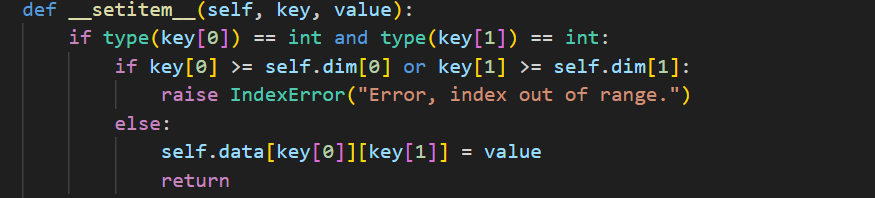 def __setitem__(self, key, value):
    if type(key[0]) == int and type(key[1]) == int:
        if key[0] >= self.dim[0] or key[1] >= self.dim[1]:
            raise IndexError("Error, index out of range.")
        else:
            self.data[key[0]][key[1]] = value
            return